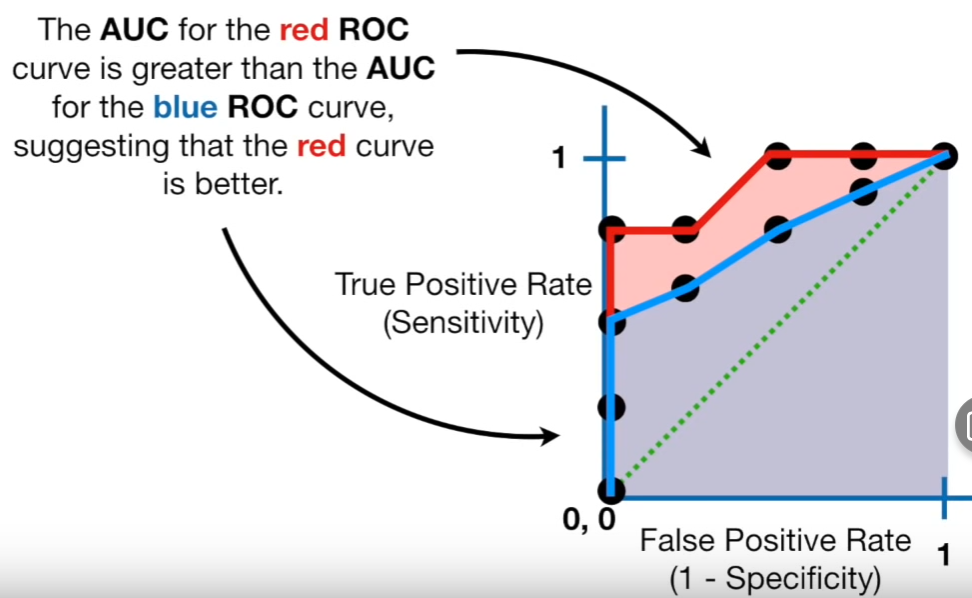 The AUC for the red ROC
curve is greater than the AUC
for the blue ROC curve,
suggesting that the red curve
is better.
1
True Positive Rate
(Sensitivity)
0, 0
False Positive Rate
(1 - Specificity)
1